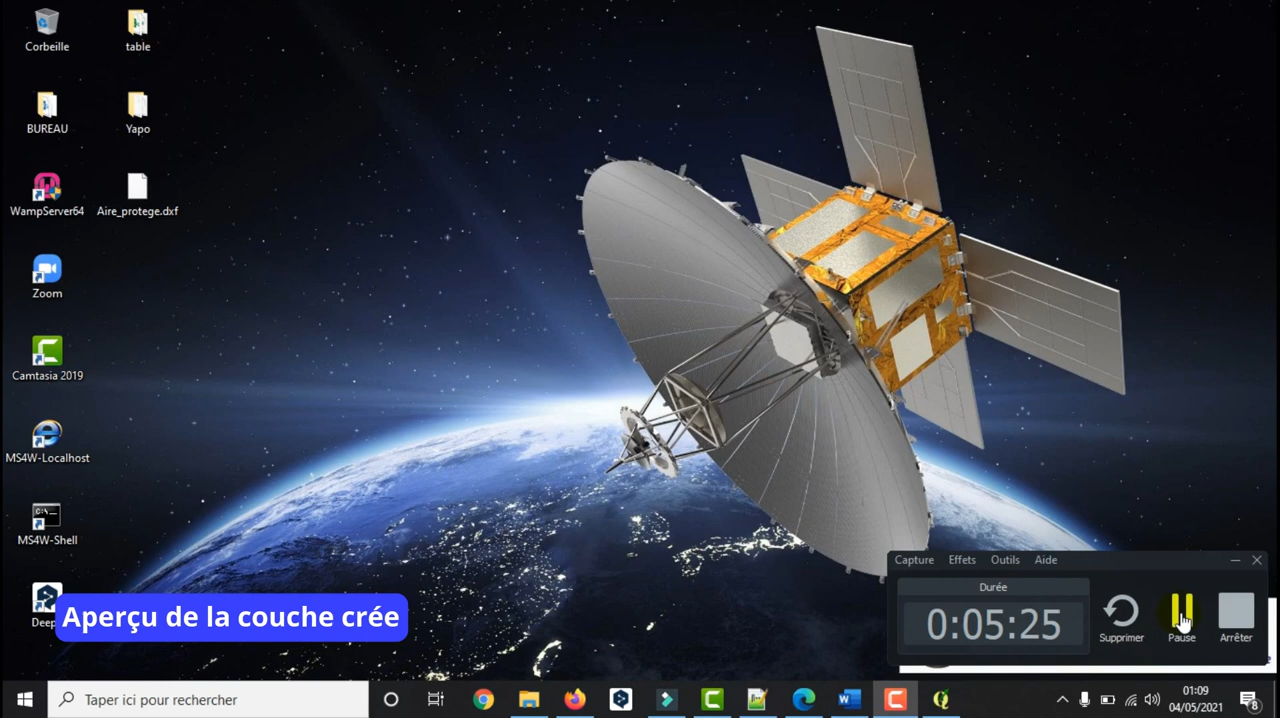 Corbeille
table
BUREAU
Yapo
WampServer64
Aire_protege.dxf
Zoom
Camtasia 2019
MS4W-Localhost
MS4W-Shell
Aperçu de la couche crée
Capture Effets Outils Aide
Durée
0:05:25
Supprimer
Pause
Arrêter
Taper ici pour rechercher
01:09
04/05/2021
8